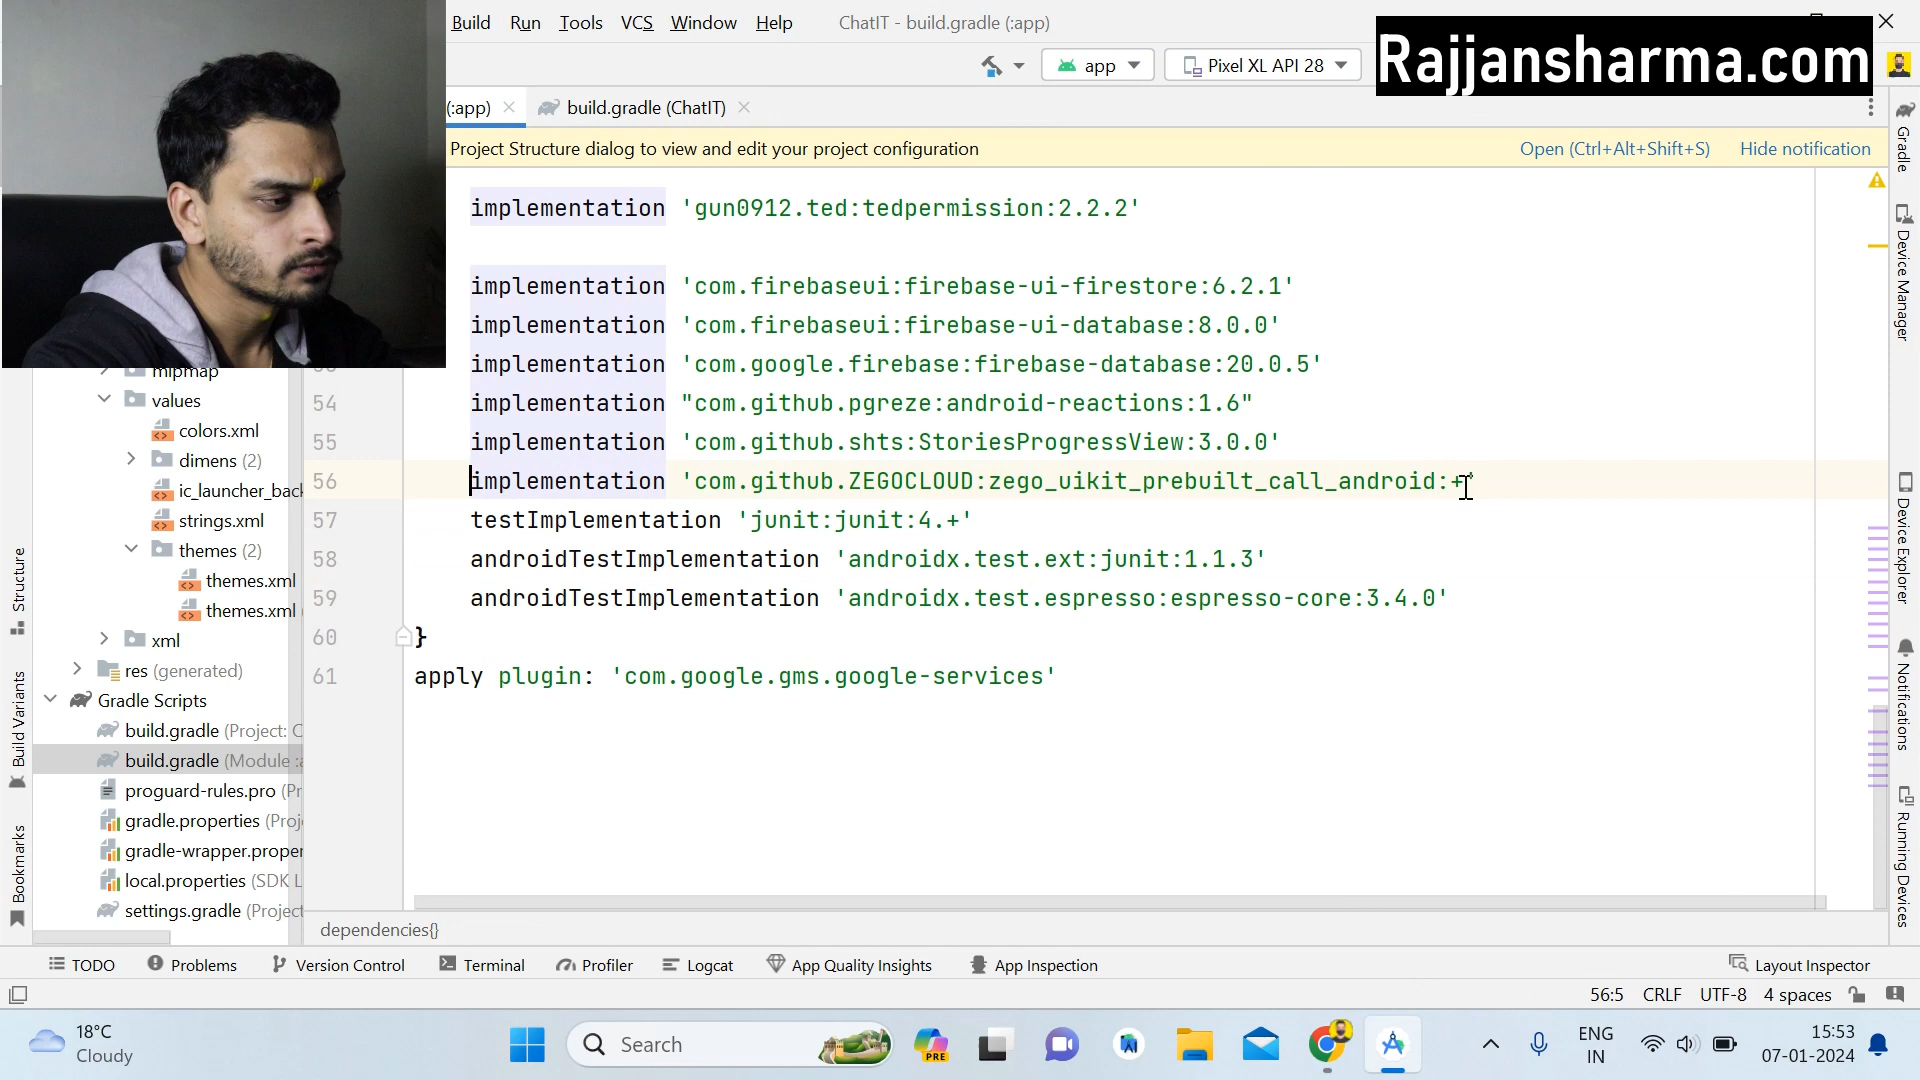 Build Run Tools VCS Window Help ChatIT - build.gradle (:app)
Rajjansharma.com
app Pixel XL API 28
(:app) build.gradle (ChatIT)
Project Structure dialog to view and edit your project configuration Open (Ctrl+Alt+Shift+S) Hide notification
implementation 'gun0912.ted:tedpermission:2.2.2'
implementation 'com.firebaseui:firebase-ui-firestore:6.2.1'
implementation 'com.firebaseui:firebase-ui-database:8.0.0'
implementation 'com.google.firebase:firebase-database:20.0.5'
54 implementation "com.github.pgreze:android-reactions:1.6"
55 implementation 'com.github.shts:StoriesProgressView:3.0.0'
56 implementation 'com.github.ZEGOCLOUD:zego_uikit_prebuilt_call_android:+'
57 testImplementation 'junit:junit:4.+'
58 androidTestImplementation 'androidx.test.ext:junit:1.1.3'
59 androidTestImplementation 'androidx.test.espresso:espresso-core:3.4.0'
60 }
61 apply plugin: 'com.google.gms.google-services'
mipmap
values
colors.xml
dimens (2)
ic_launcher_bac
strings.xml
themes (2)
themes.xml
themes.xml (
xml
res (generated)
Gradle Scripts
build.gradle (Project: C
build.gradle (Module :a
proguard-rules.pro (Pr
gradle.properties (Proj
gradle-wrapper.proper
local.properties (SDK L
settings.gradle (Project
Structure
Build Variants
Bookmarks
Gradle
Device Manager
Device Explorer
Notifications
Running Devices
dependencies{}
TODO Problems Version Control Terminal Profiler Logcat App Quality Insights App Inspection Layout Inspector
56:5 CRLF UTF-8 4 spaces
18°C
Cloudy
Search
PRE
ENG
IN
15:53
07-01-2024